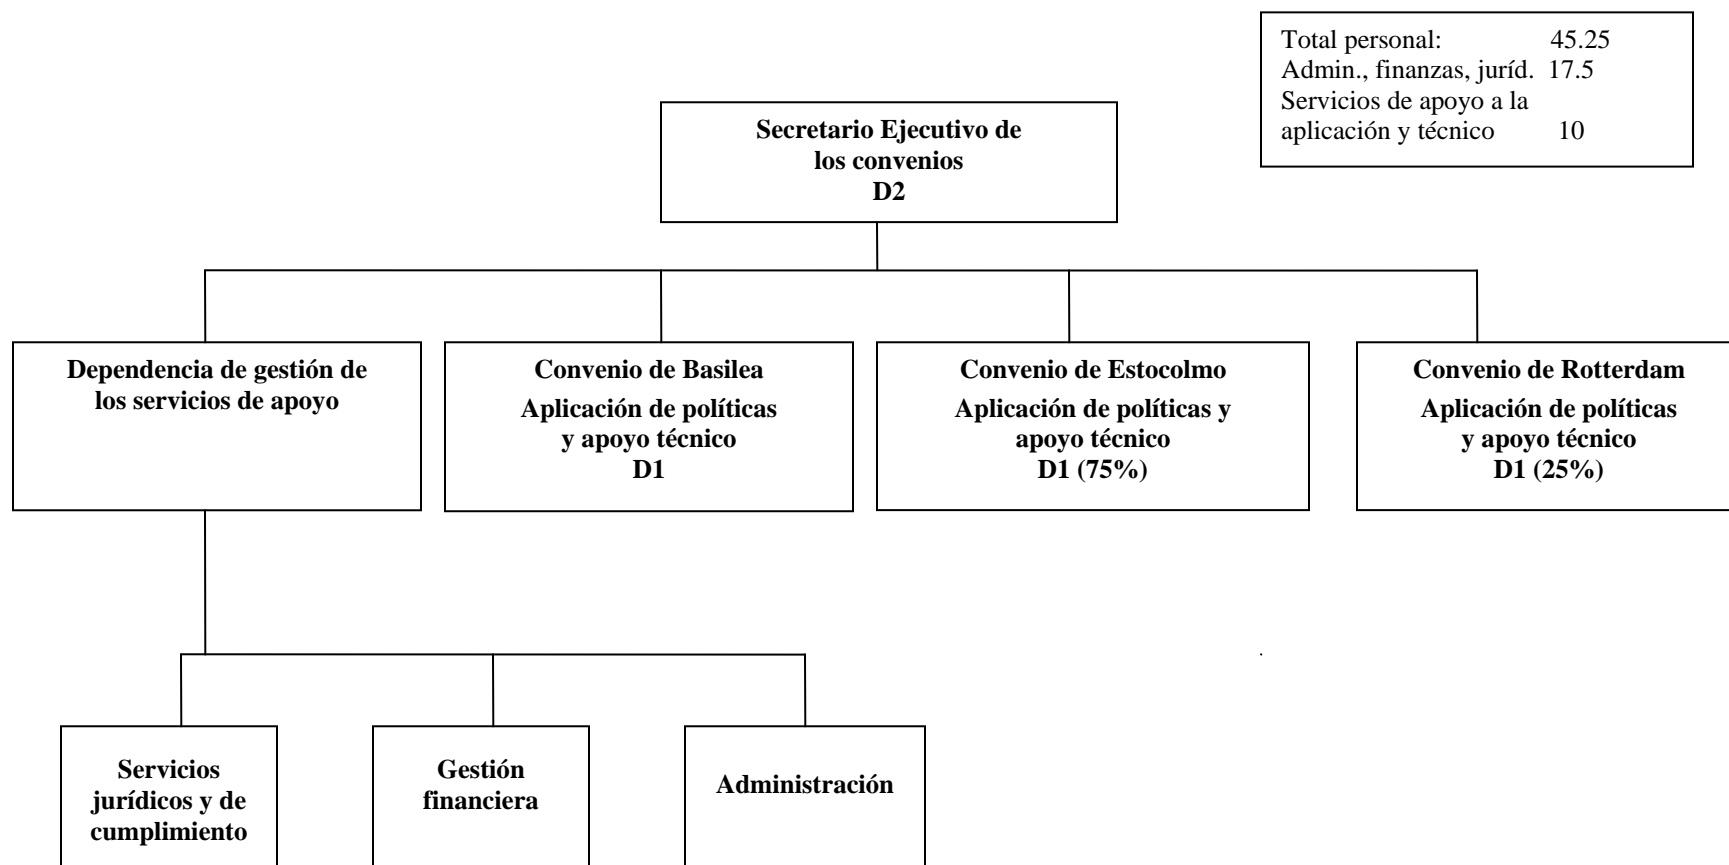 Total personal: 45.25
Admin., finanzas, juríd. 17.5
Servicios de apoyo a la
aplicación y técnico 10
Secretario Ejecutivo de
los convenios
D2
Dependencia de gestión de
los servicios de apoyo
Convenio de Basilea
Aplicación de políticas
y apoyo técnico
D1
Convenio de Estocolmo
Aplicación de políticas y
apoyo técnico
D1 (75%)
Convenio de Rotterdam
Aplicación de políticas
y apoyo técnico
D1 (25%)
Servicios
jurídicos y de
cumplimiento
Gestión
financiera
Administración